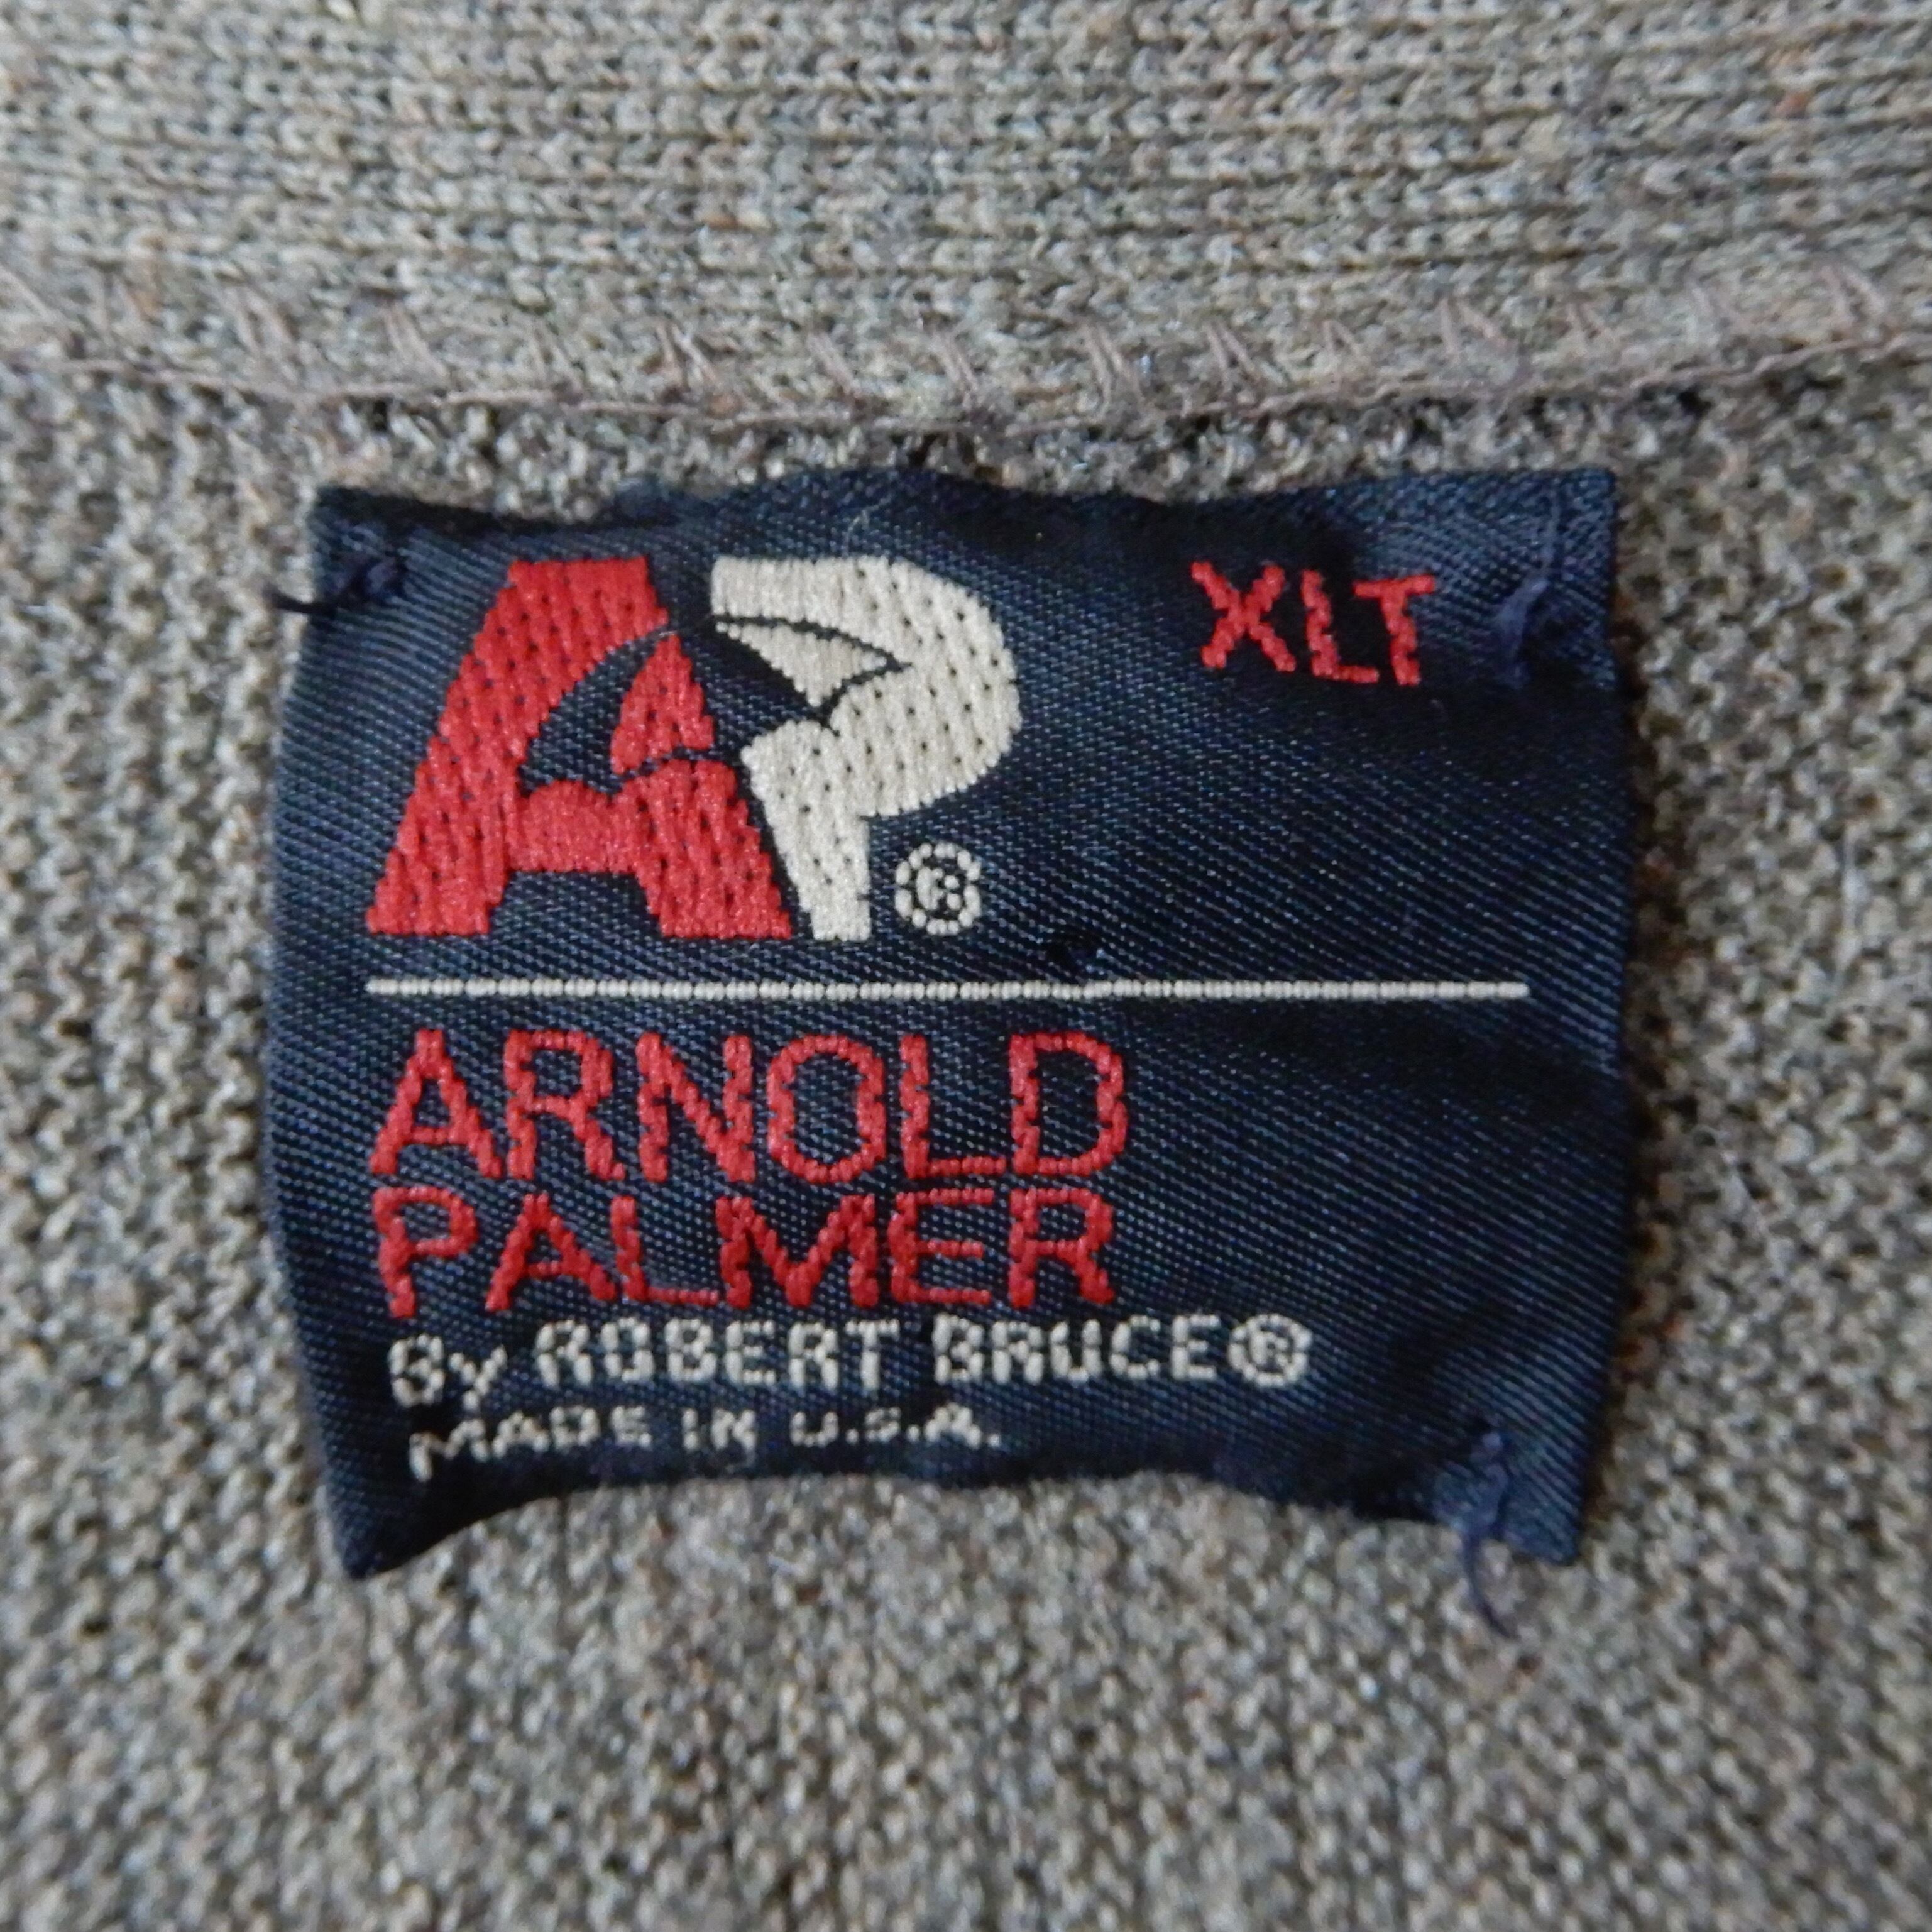 AP® XLT
ARNOLD
PALMER
By ROBERT BRUCE®
MADE IN U.S.A.